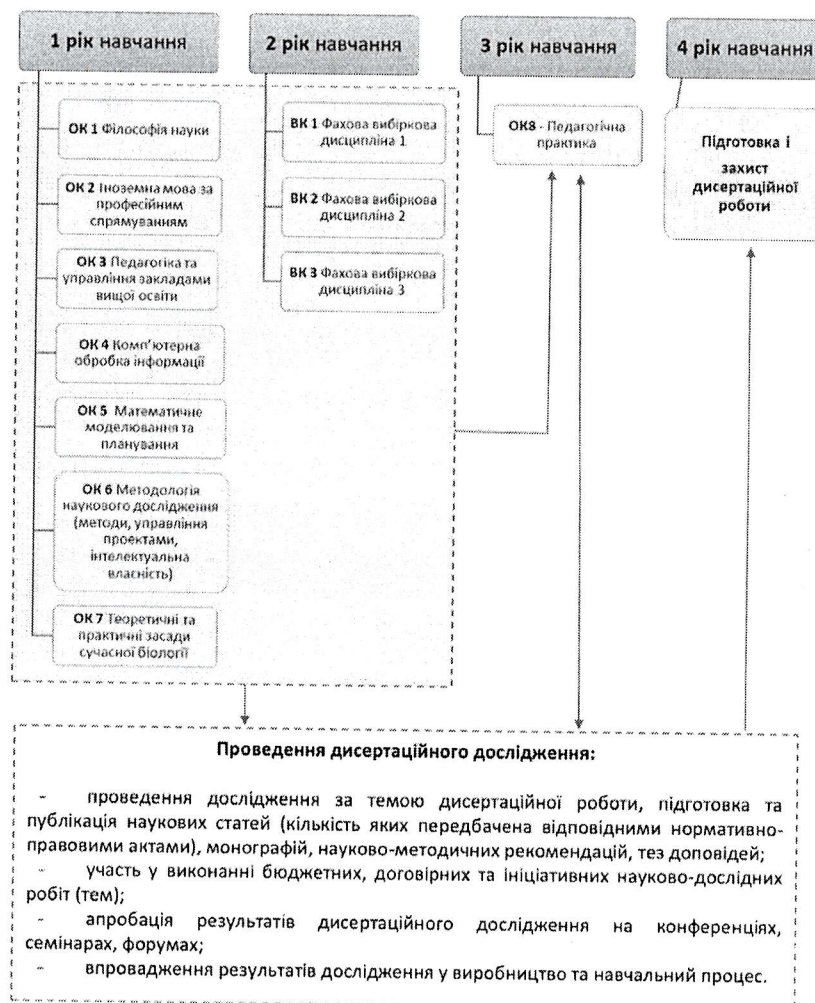 1 рік навчання
2 рік навчання
3 рік навчання
4 рік навчання
ОК 1 Філософія науки
ОК 2 Іноземна мова за
професійним
спрямуванням
ОК 3 Педагогіка та
управління закладами
вищої освіти
ОК 4 Комп'ютерна
обробка інформації
ОК 5 Математичне
моделювання та
планування
ОК 6 Методологія
наукового дослідження
(методи, управління
проектами,
інтелектуальна
власність)
ОК 7 Теоретичні та
практичні засади
сучасної біології
ВК 1 Фахова вибіркова
дисципліна 1
ВК 2 Фахова вибіркова
дисципліна 2
ВК 3 Фахова вибіркова
дисципліна 3
ОК8 - Педагогічна
практика
Підготовка і
захист
дисертаційної
роботи
Проведення дисертаційного дослідження:
- проведення дослідження за темою дисертаційної роботи, підготовка та
публікація наукових статей (кількість яких передбачена відповідними нормативно-
правовими актами), монографій, науково-методичних рекомендацій, тез доповідей;
- участь у виконанні бюджетних, договірних та ініціативних науково-дослідних
робіт (тем);
- апробація результатів дисертаційного дослідження на конференціях,
семінарах, форумах;
- впровадження результатів дослідження у виробництво та навчальний процес.